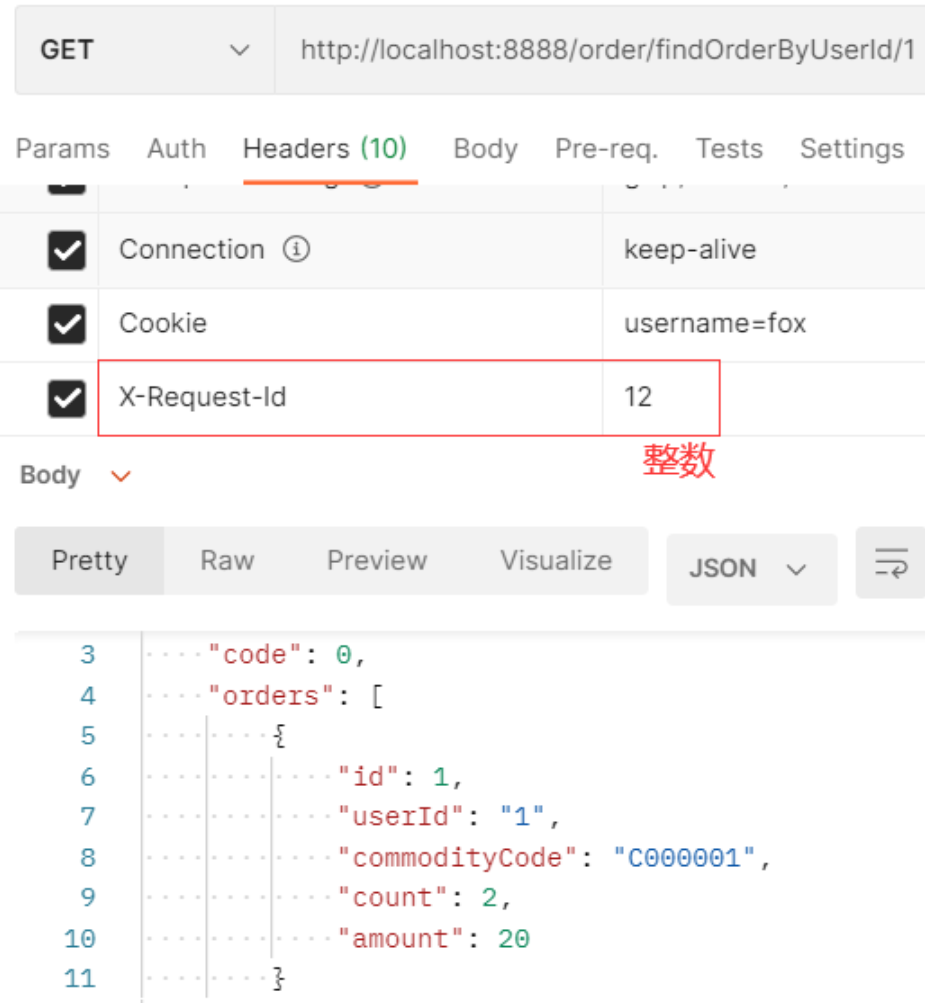 GET http://localhost:8888/order/findOrderByUserId/1
Params Auth Headers (10) Body Pre-req. Tests Settings
Connection keep-alive
Cookie username=fox
X-Request-Id 12
整数
Body
Pretty Raw Preview Visualize JSON
3 "code": 0,
4 "orders": [
5 {
6 "id": 1,
7 "userId": "1",
8 "commodityCode": "C000001",
9 "count": 2,
10 "amount": 20
11 }